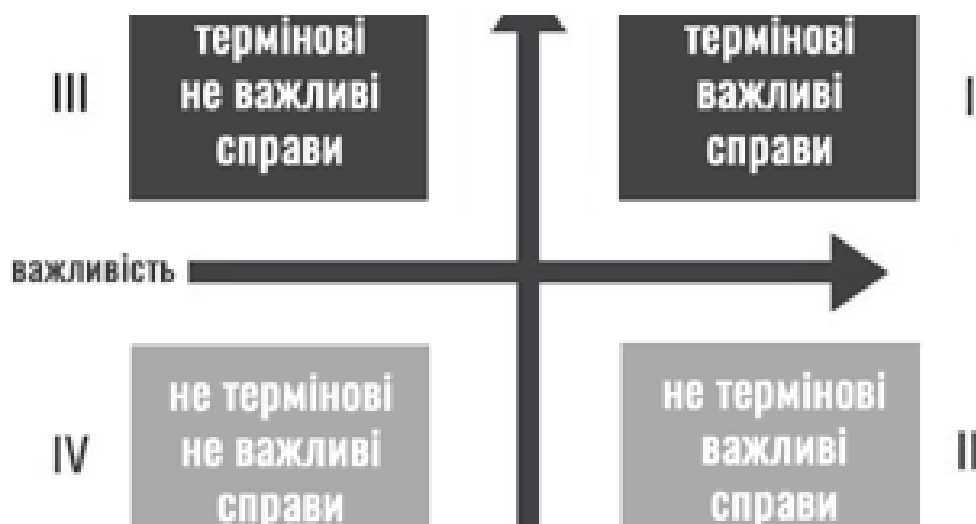 III
термінові
не важливі
справи
термінові
важливі
справи
I
важливість
IV
не термінові
не важливі
справи
не термінові
важливі
справи
II